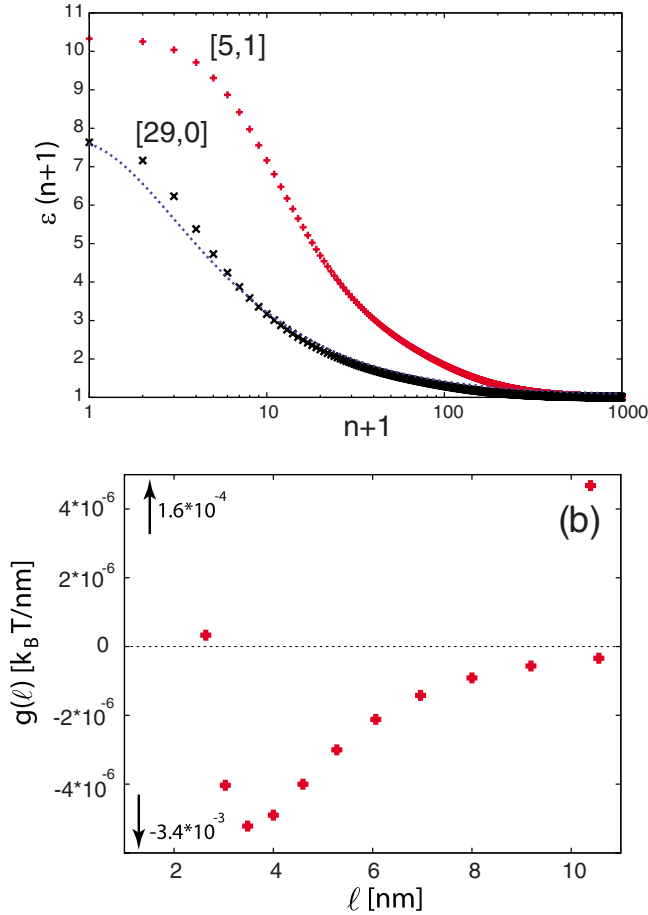 11
10
9
8
7
6
5
4
3
2
1
ε (n+1)
[5,1]
[29,0]
1 10 100 1000
n+1
4*10⁻⁶
2*10⁻⁶
0
-2*10⁻⁶
-4*10⁻⁶
g(ℓ) [k_B T/nm]
1.6*10⁻⁴
(b)
-3.4*10⁻³
2 4 6 8 10
ℓ [nm]